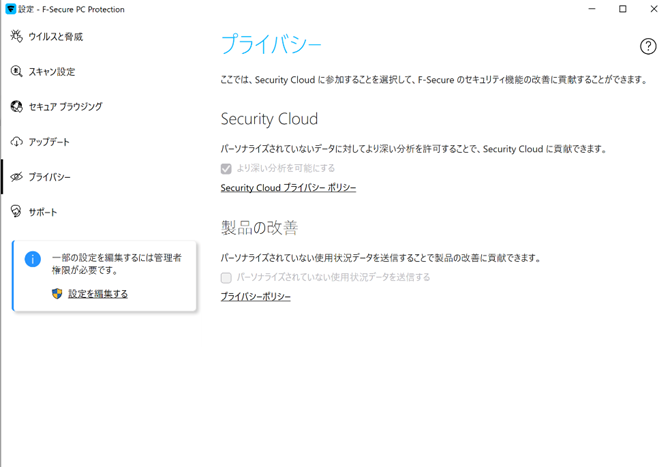 設定 - F-Secure PC Protection
ウイルスと脅威
スキャン設定
セキュア ブラウジング
アップデート
プライバシー
サポート
一部の設定を編集するには管理者
権限が必要です。
設定を編集する
プライバシー
ここでは、Security Cloud に参加することを選択して、F-Secure のセキュリティ機能の改善に貢献することができます。
Security Cloud
パーソナライズされていないデータに対してより深い分析を許可することで、Security Cloud に貢献できます。
より深い分析を可能にする
Security Cloud プライバシー ポリシー
製品の改善
パーソナライズされていない使用状況データを送信することで製品の改善に貢献できます。
パーソナライズされていない使用状況データを送信する
プライバシーポリシー